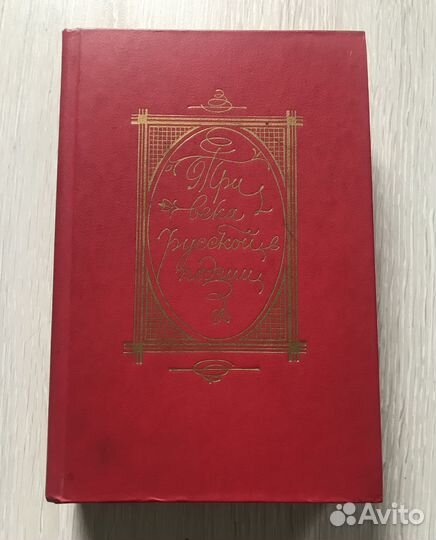 Три
века
русской
поэзии
Avito